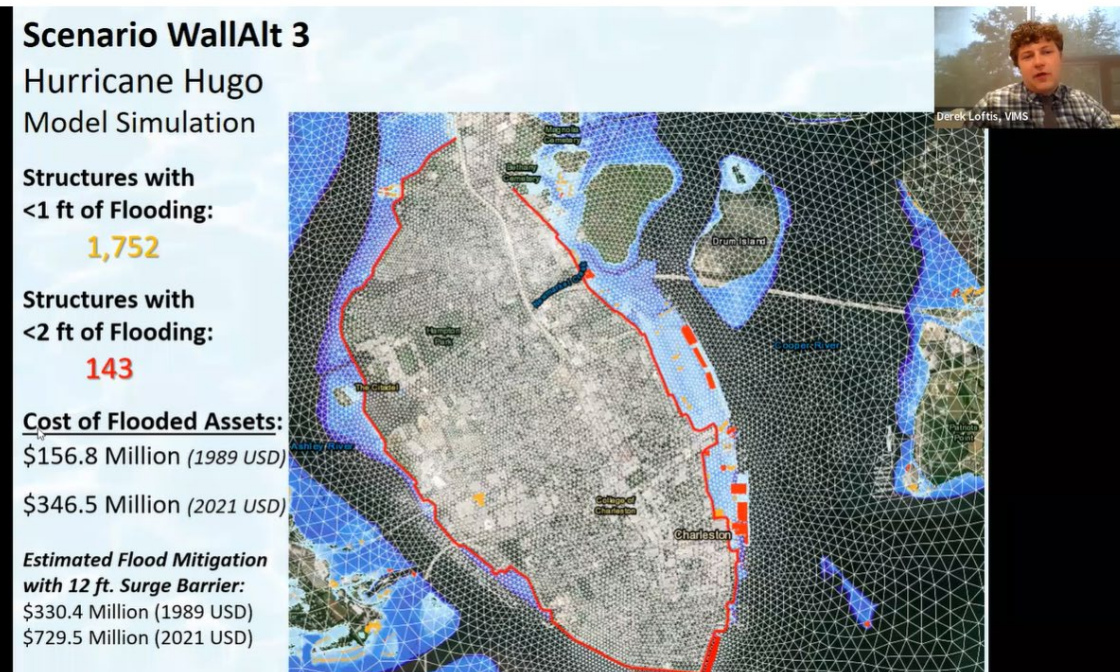 Scenario WallAlt 3
Hurricane Hugo
Model Simulation
Structures with
<1 ft of Flooding:
1,752
Structures with
<2 ft of Flooding:
143
Cost of Flooded Assets:
$156.8 Million (1989 USD)
$346.5 Million (2021 USD)
Estimated Flood Mitigation
with 12 ft. Surge Barrier:
$330.4 Million (1989 USD)
$729.5 Million (2021 USD)
Derek Loftis, VIMS
Magnolia
Cemetery
Bethany
Cemetery
Drum Island
Hampton
Park
Cooper River
The Citadel
Ashley River
Patriots
Point
College of
Charleston
Charleston